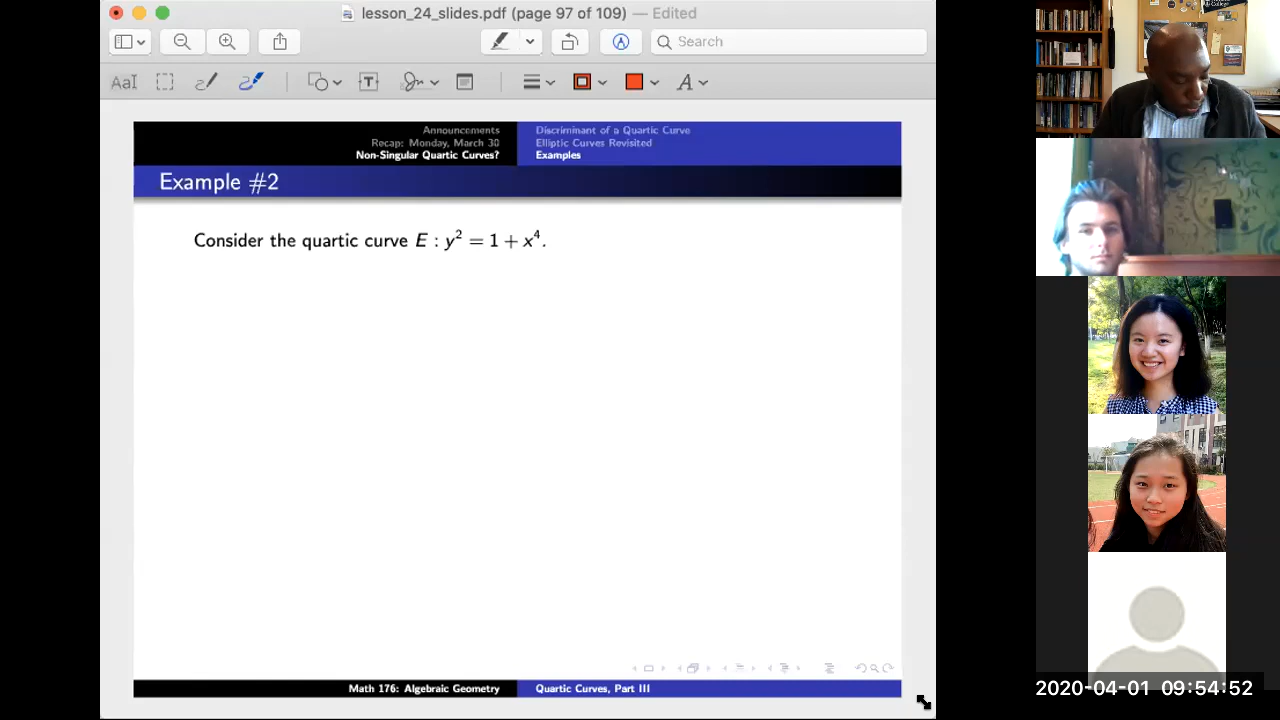 lesson_24_slides.pdf (page 97 of 109) — Edited
Search
AaI
T
A
Announcements
Recap: Monday, March 30
Non-Singular Quartic Curves?
Discriminant of a Quartic Curve
Elliptic Curves Revisited
Examples
Example #2
Consider the quartic curve E : y² = 1 + x⁴.
Math 176: Algebraic Geometry
Quartic Curves, Part III
2020-04-01 09:54:52